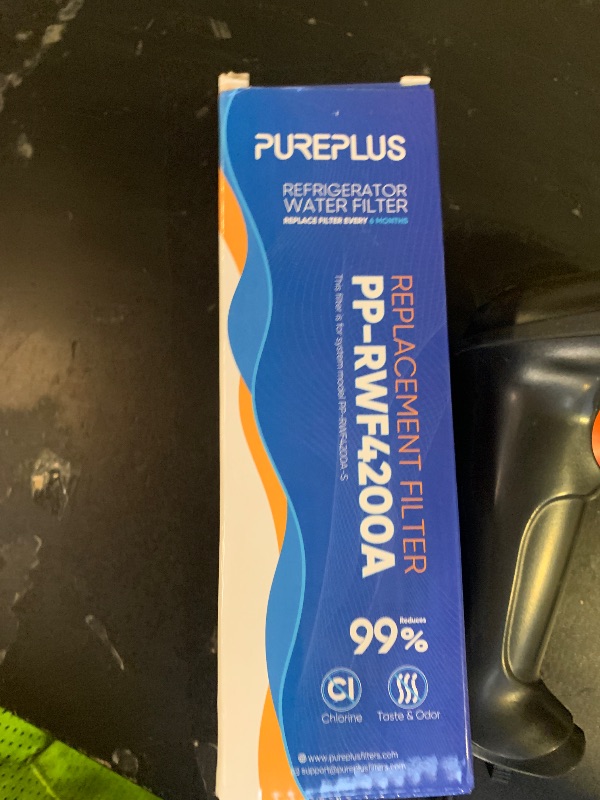 PUREPLUS
REFRIGERATOR
WATER FILTER
REPLACE FILTER EVERY 6 MONTHS
REPLACEMENT FILTER
PP-RWF4200A
This filter is for system model PP-RWF4200A-S
Reduces
99%
Cl
Chlorine
Taste & Odor
www.pureplusfilters.com
support@pureplusfilters.com